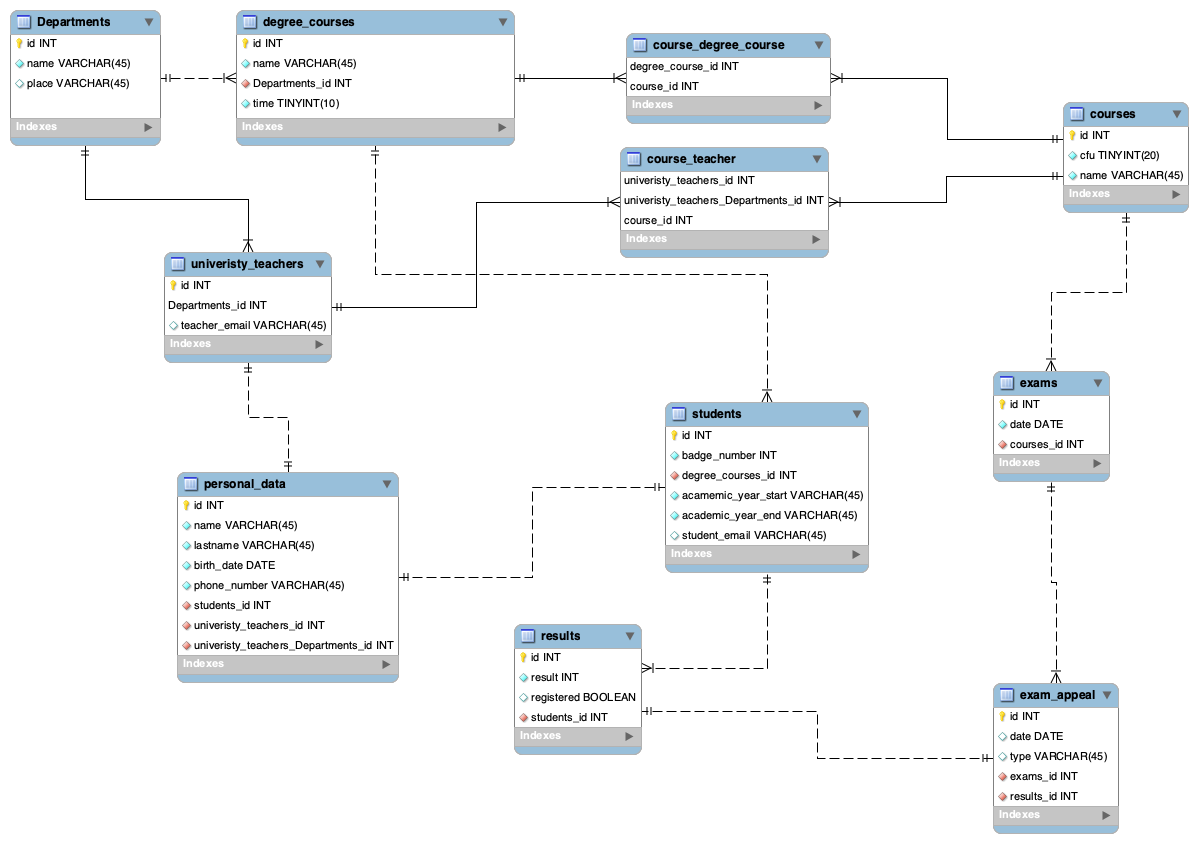 Departments
id INT
name VARCHAR(45)
place VARCHAR(45)
Indexes
degree_courses
id INT
name VARCHAR(45)
Departments_id INT
time TINYINT(10)
Indexes
course_degree_course
degree_course_id INT
course_id INT
Indexes
courses
id INT
cfu TINYINT(20)
name VARCHAR(45)
Indexes
course_teacher
univeristy_teachers_id INT
univeristy_teachers_Departments_id INT
course_id INT
Indexes
univeristy_teachers
id INT
Departments_id INT
teacher_email VARCHAR(45)
Indexes
exams
id INT
date DATE
courses_id INT
Indexes
students
id INT
badge_number INT
degree_courses_id INT
acamemic_year_start VARCHAR(45)
academic_year_end VARCHAR(45)
student_email VARCHAR(45)
Indexes
personal_data
id INT
name VARCHAR(45)
lastname VARCHAR(45)
birth_date DATE
phone_number VARCHAR(45)
students_id INT
univeristy_teachers_id INT
univeristy_teachers_Departments_id INT
Indexes
results
id INT
result INT
registered BOOLEAN
students_id INT
Indexes
exam_appeal
id INT
date DATE
type VARCHAR(45)
exams_id INT
results_id INT
Indexes